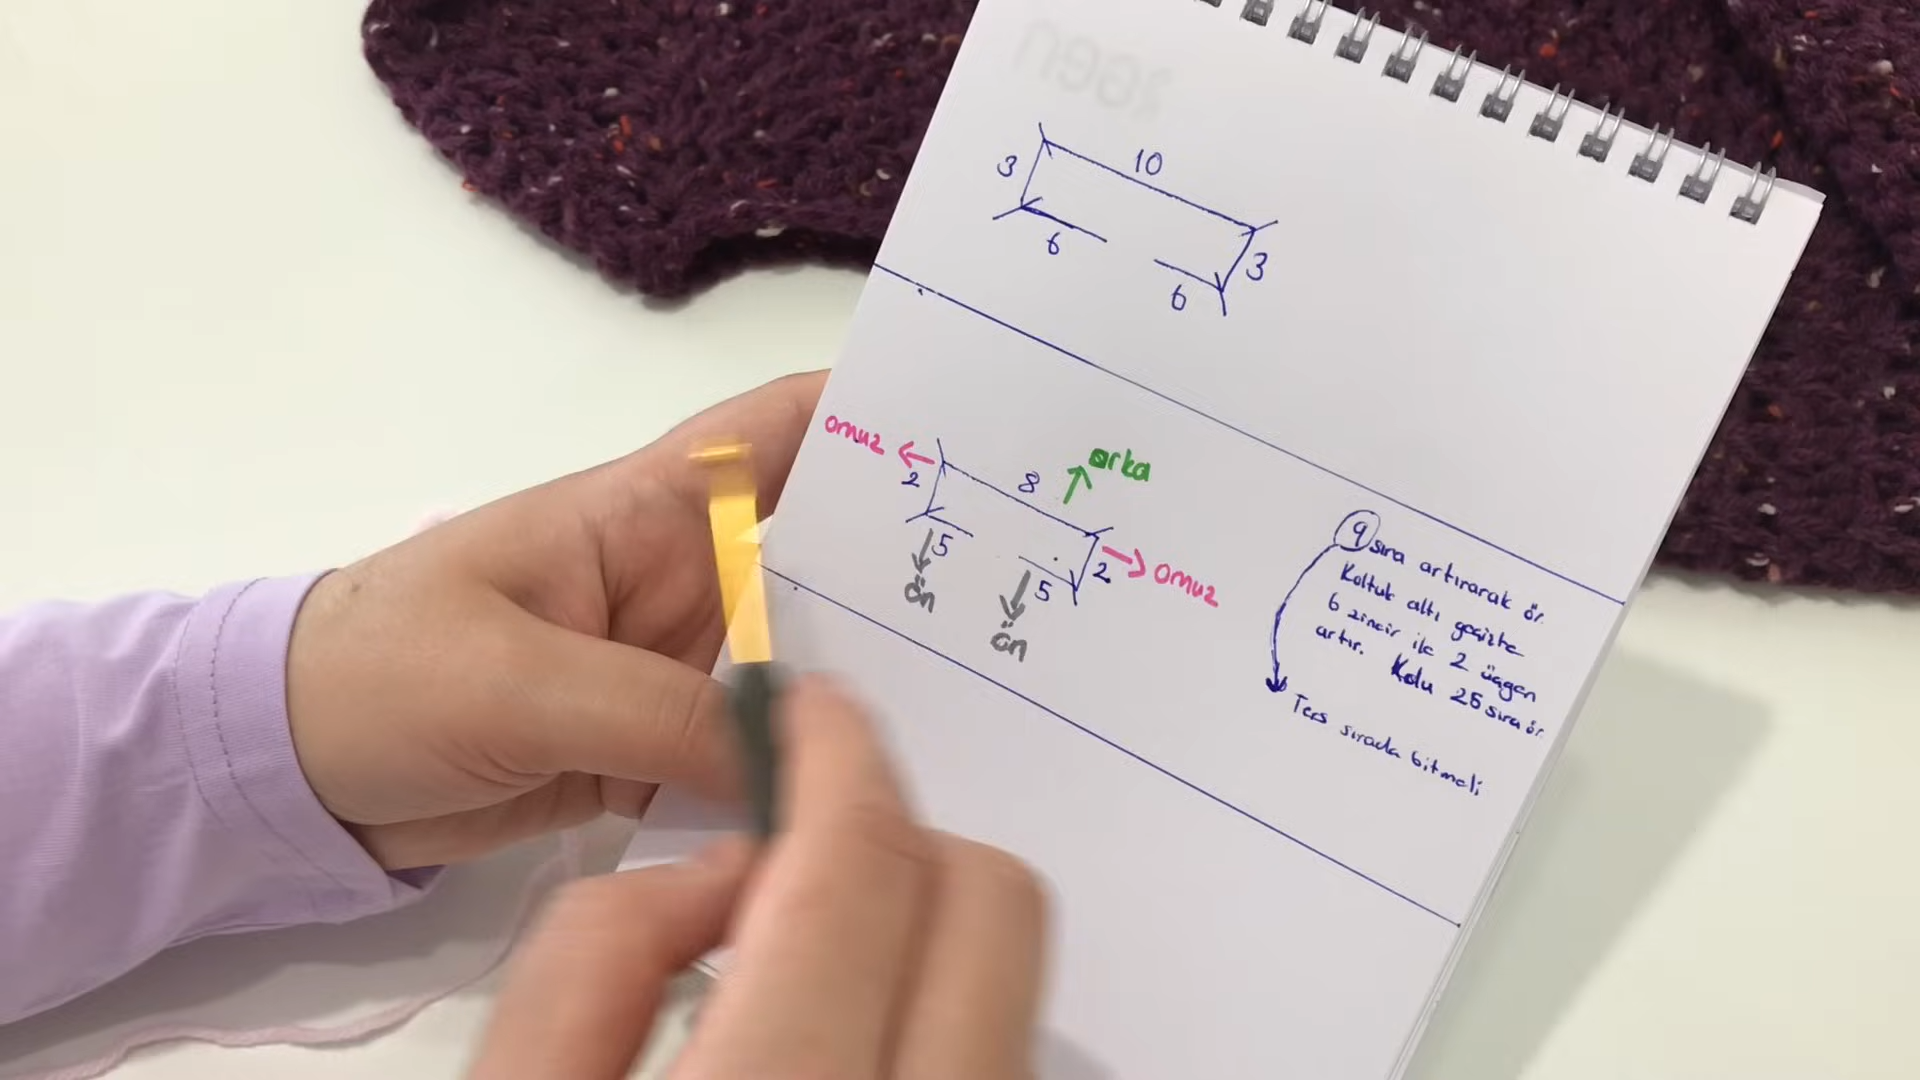 10
3
3
6
6
omuz
orka
8
2
2
omuz
5
5
ön
ön
9 sıra artırarak ör.
Koltuk altı geçişte
6 zincir ile 2 üçgen
artır. Kolu 25 sıra ör.
Ters sırada bitmeli